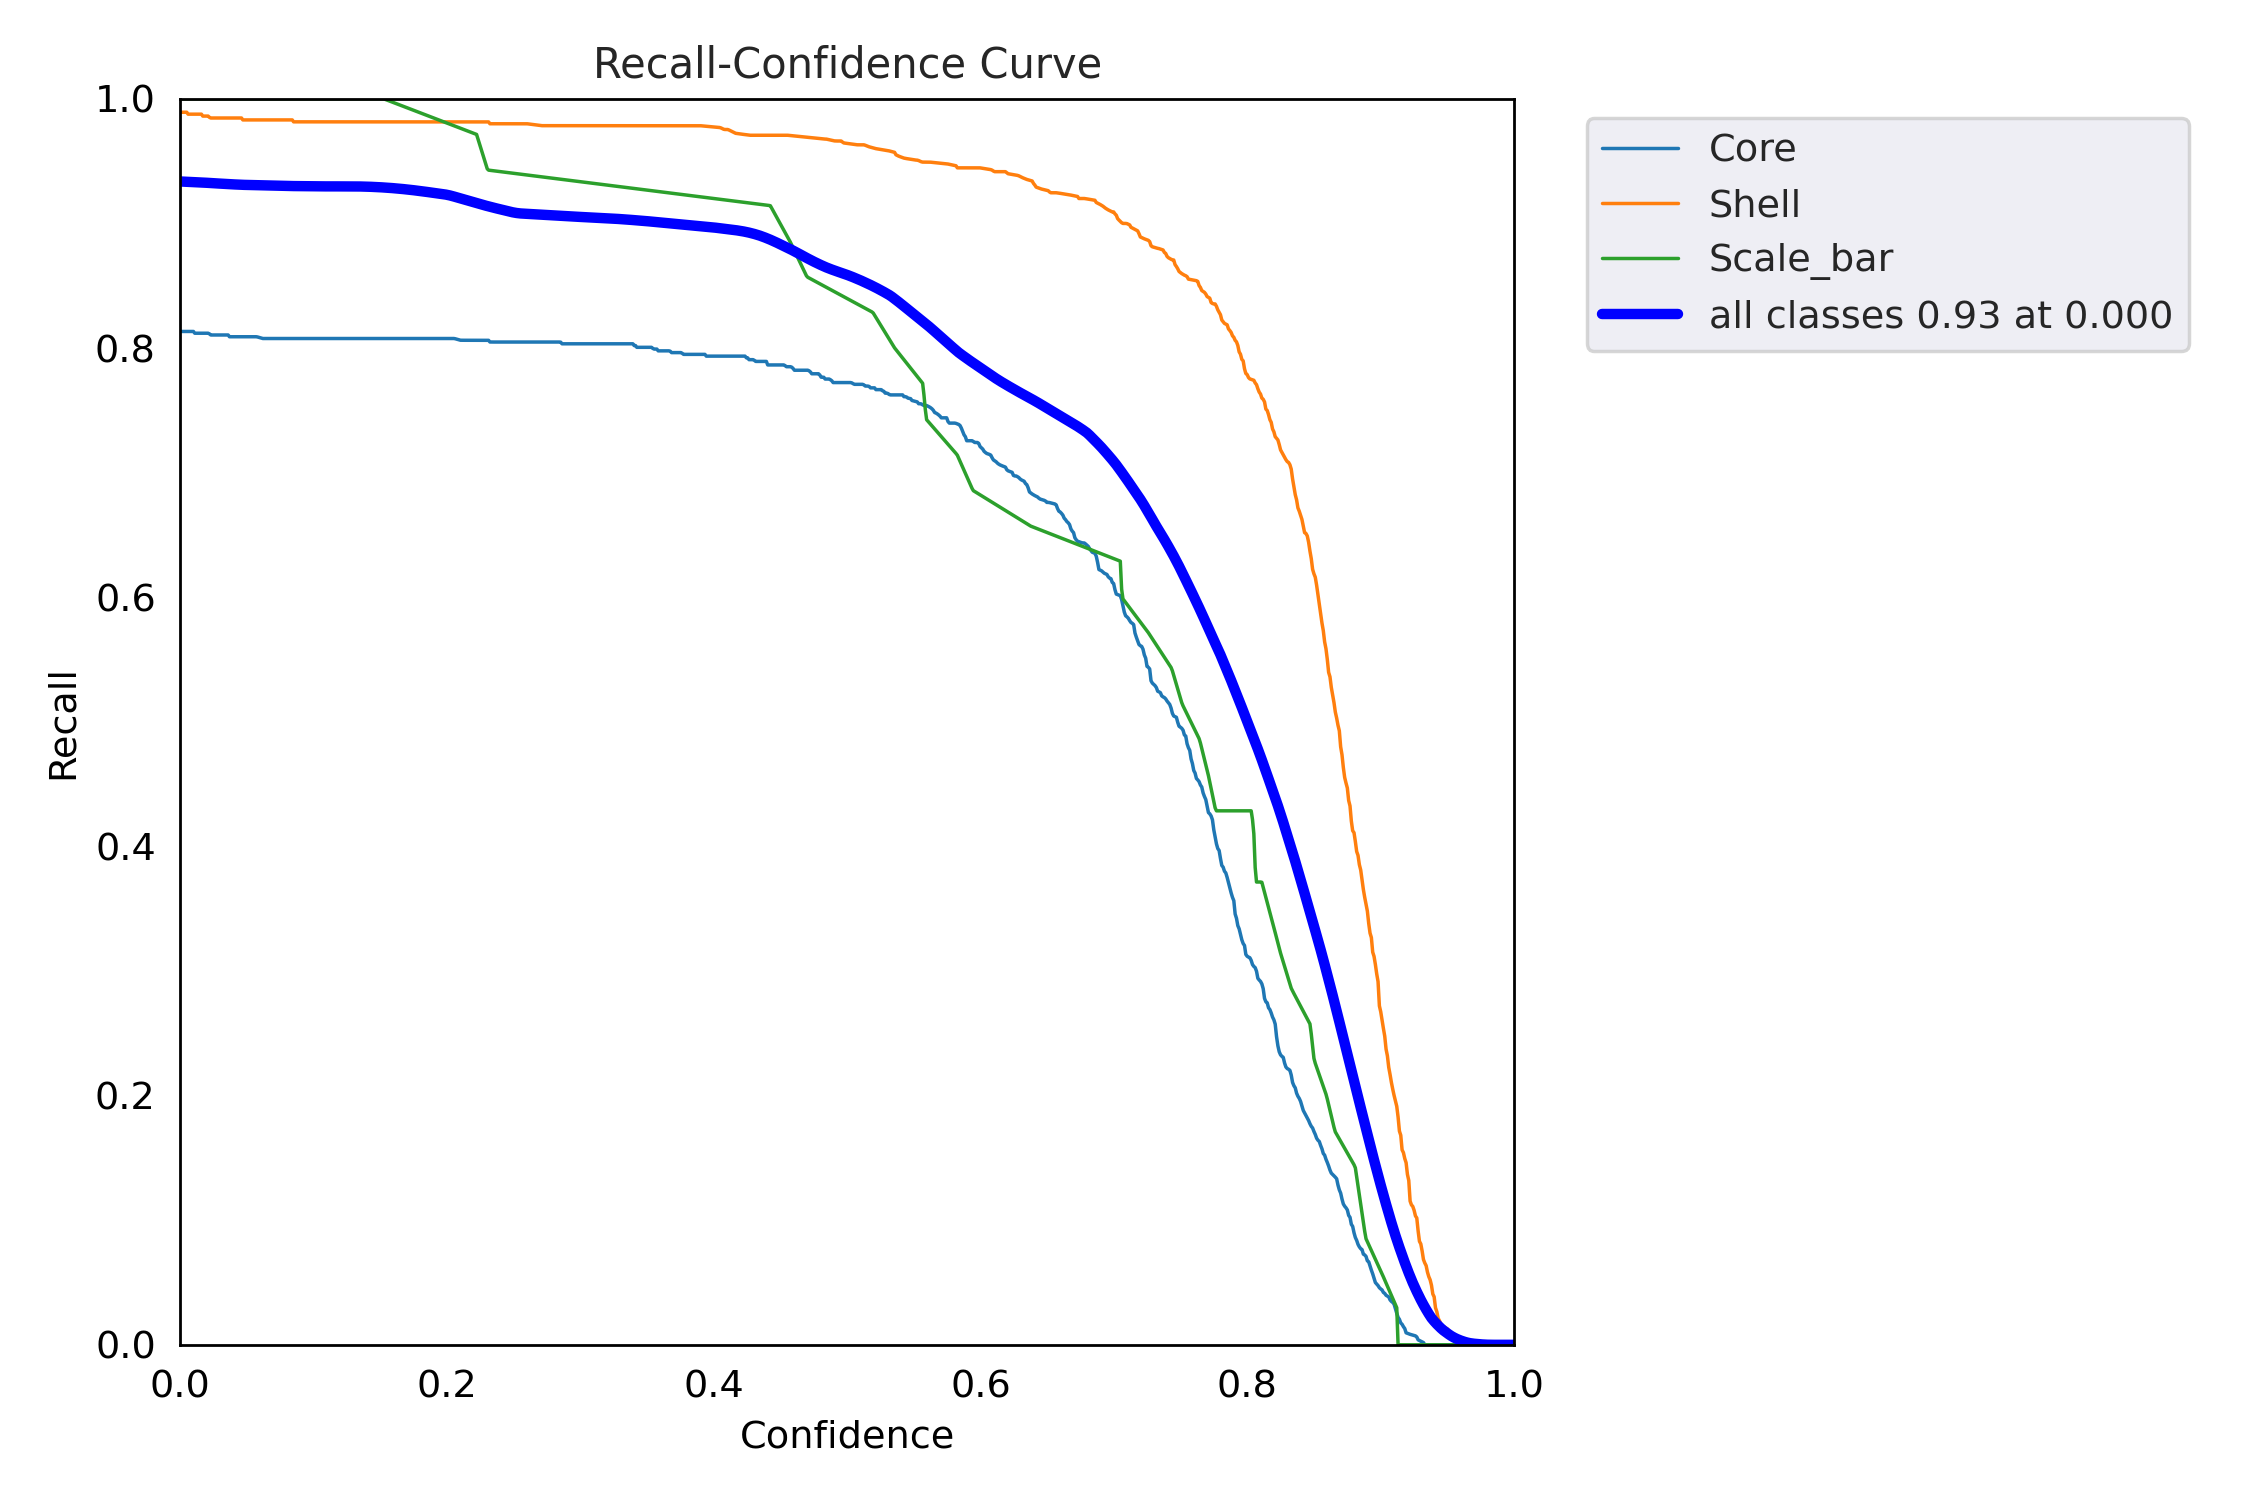 Recall-Confidence Curve
1.0
0.8
0.6
0.4
0.2
0.0
Recall
0.0 0.2 0.4 0.6 0.8 1.0
Confidence
Core
Shell
Scale_bar
all classes 0.93 at 0.000